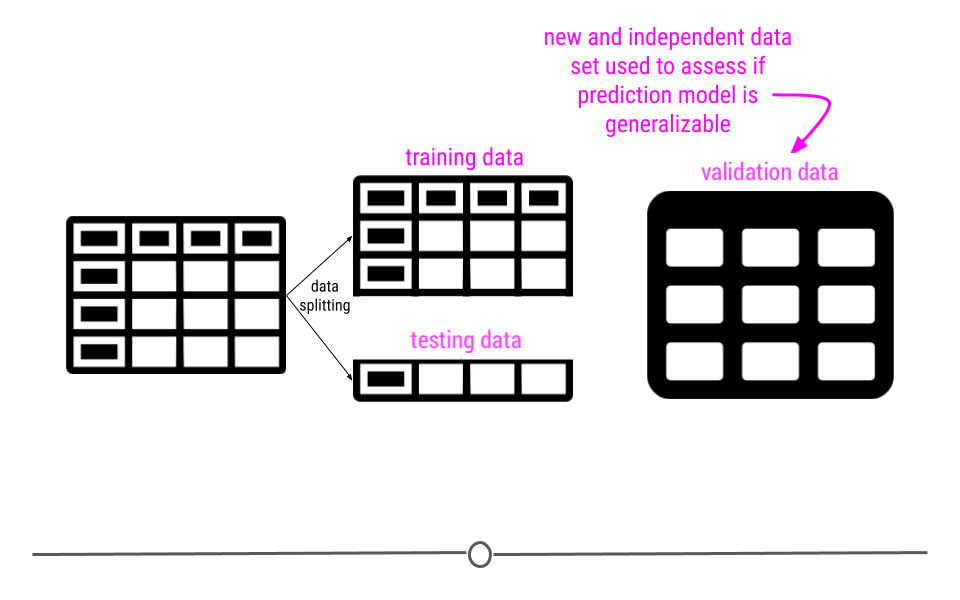 new and independent data
set used to assess if
prediction model is
generalizable
training data
validation data
data
splitting
testing data